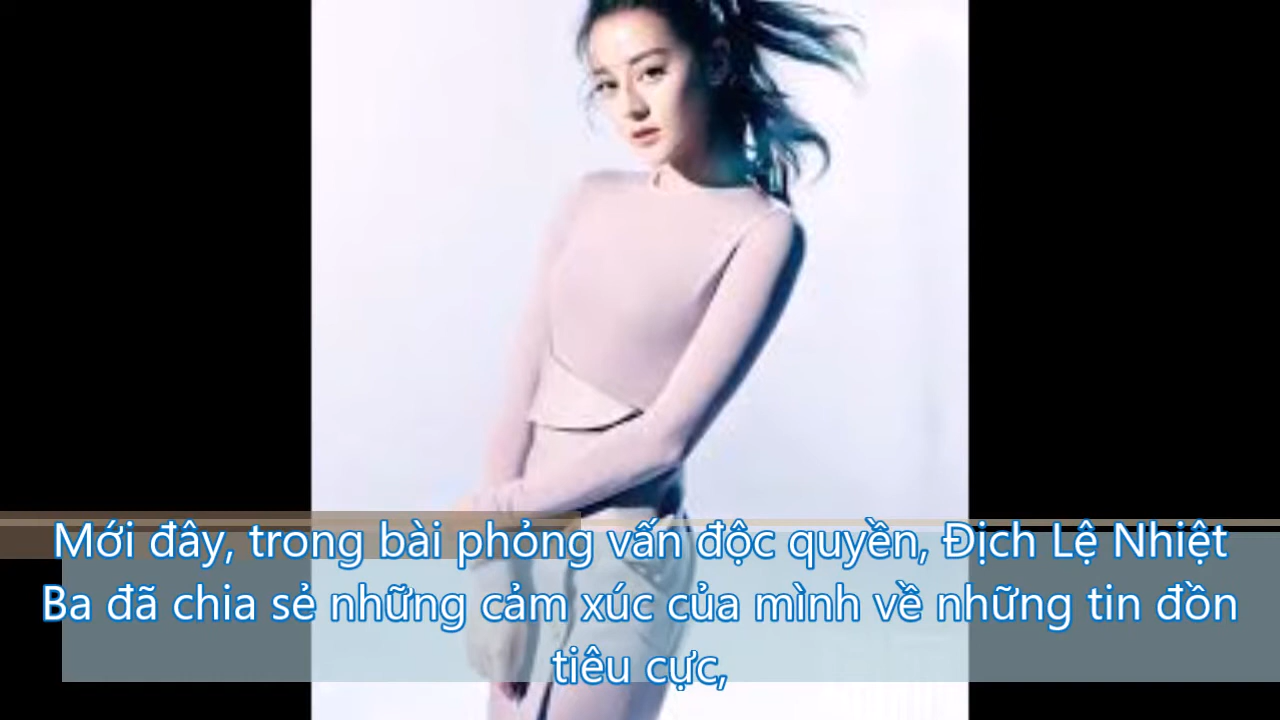 Mới đây, trong bài phỏng vấn độc quyền, Địch Lệ Nhiệt
Ba đã chia sẻ những cảm xúc của mình về những tin đồn
tiêu cực,